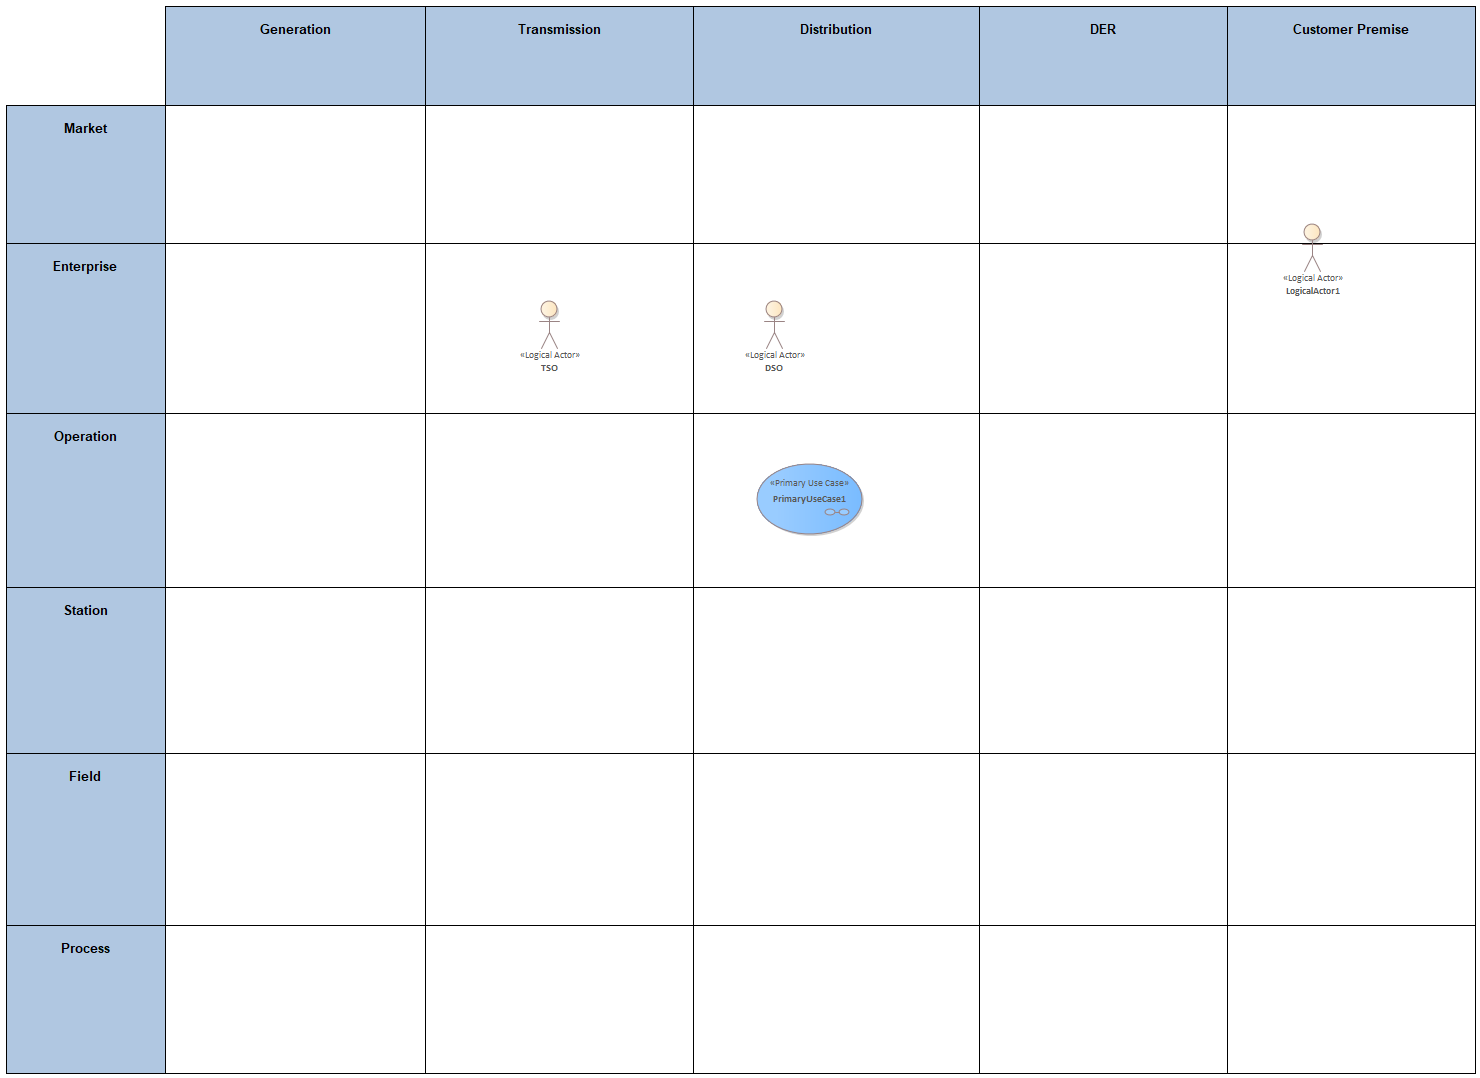 Generation
Transmission
Distribution
DER
Customer Premise
Market
Enterprise
«Logical Actor»
LogicalActor1
«Logical Actor»
TSO
«Logical Actor»
DSO
Operation
«Primary Use Case»
PrimaryUseCase1
Station
Field
Process